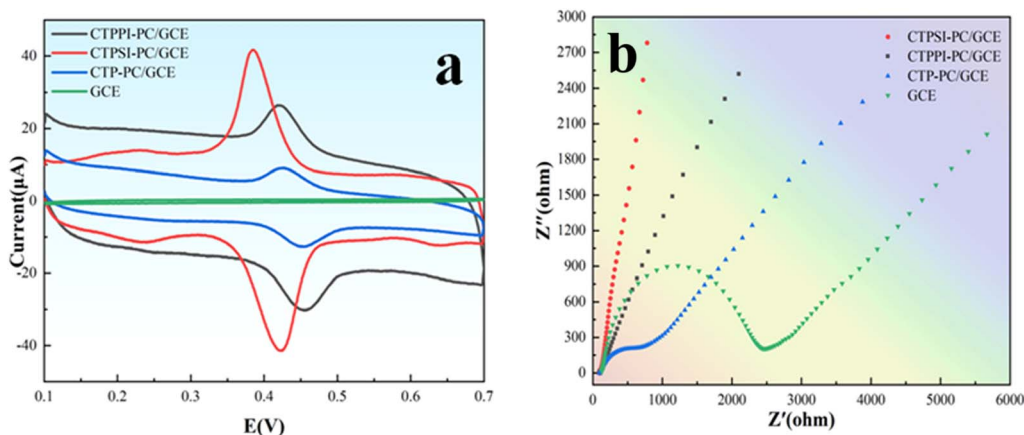 CTPPI-PC/GCE
CTPSI-PC/GCE
CTP-PC/GCE
GCE
a
40
20
0
-20
-40
Current(μA)
0.1 0.2 0.3 0.4 0.5 0.6 0.7
E(V)
b
CTPSI-PC/GCE
CTPPI-PC/GCE
CTP-PC/GCE
GCE
3000
2700
2400
2100
1800
1500
1200
900
600
300
0
Z″(ohm)
0 1000 2000 3000 4000 5000 6000
Z′(ohm)